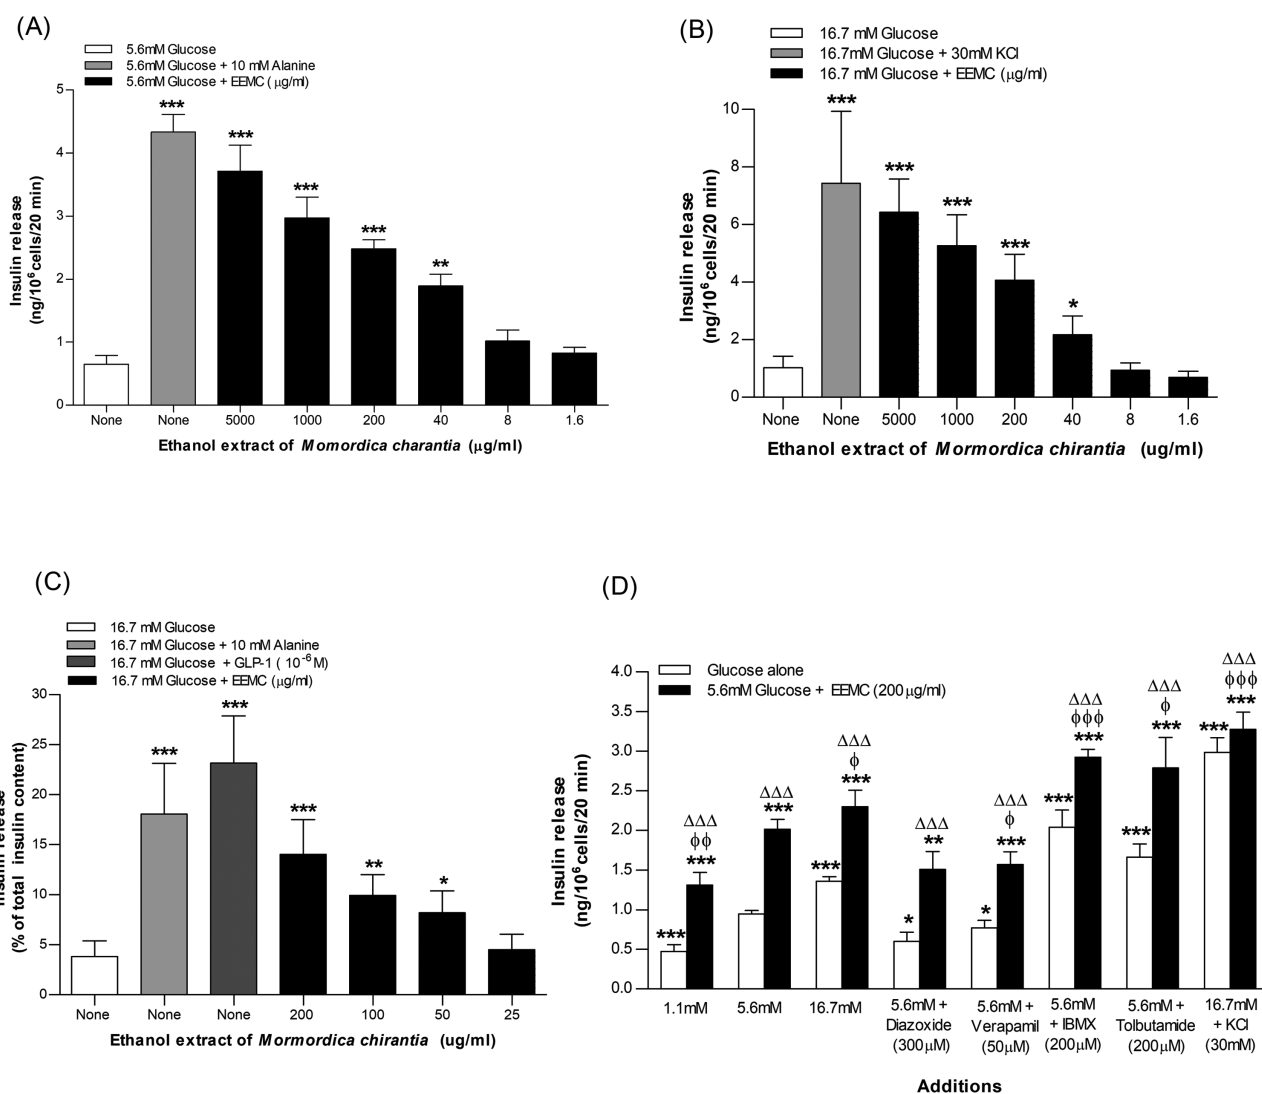 (A)
5.6mM Glucose
5.6mM Glucose + 10 mM Alanine
5.6mM Glucose + EEMC ( μg/ml)
Insulin release
(ng/10⁶ cells/20 min)
5
4
3
2
1
0
***
***
***
***
**
None None 5000 1000 200 40 8 1.6
Ethanol extract of Momordica charantia (μg/ml)
(B)
16.7 mM Glucose
16.7mM Glucose + 30mM KCl
16.7 mM Glucose + EEMC (μg/ml)
Insulin release
(ng/10⁶ cells/20 min)
10
8
6
4
2
0
***
***
***
***
*
None None 5000 1000 200 40 8 1.6
Ethanol extract of Mormordica chirantia (ug/ml)
(C)
16.7 mM Glucose
16.7 mM Glucose + 10 mM Alanine
16.7 mM Glucose + GLP-1 ( 10⁻⁶ M)
16.7 mM Glucose + EEMC (μg/ml)
Insulin release
(% of total insulin content)
30
25
20
15
10
5
0
***
***
***
**
*
None None None 200 100 50 25
Ethanol extract of Mormordica chirantia (ug/ml)
(D)
Glucose alone
5.6mM Glucose + EEMC (200μg/ml)
Insulin release
(ng/10⁶ cells/20 min)
4.0
3.5
3.0
2.5
2.0
1.5
1.0
0.5
0.0
***
ΔΔΔ
ϕϕ
***
ΔΔΔ
***
***
ΔΔΔ
ϕ
***
*
ΔΔΔ
**
*
ΔΔΔ
ϕ
***
***
ΔΔΔ
ϕϕϕ
***
***
ΔΔΔ
ϕ
***
***
ΔΔΔ
ϕϕϕ
***
1.1mM
5.6mM
16.7mM
5.6mM +
Diazoxide
(300μM)
5.6mM +
Verapamil
(50μM)
5.6mM
+ IBMX
(200μM)
5.6mM +
Tolbutamide
(200μM)
16.7mM
+ KCl
(30mM)
Additions